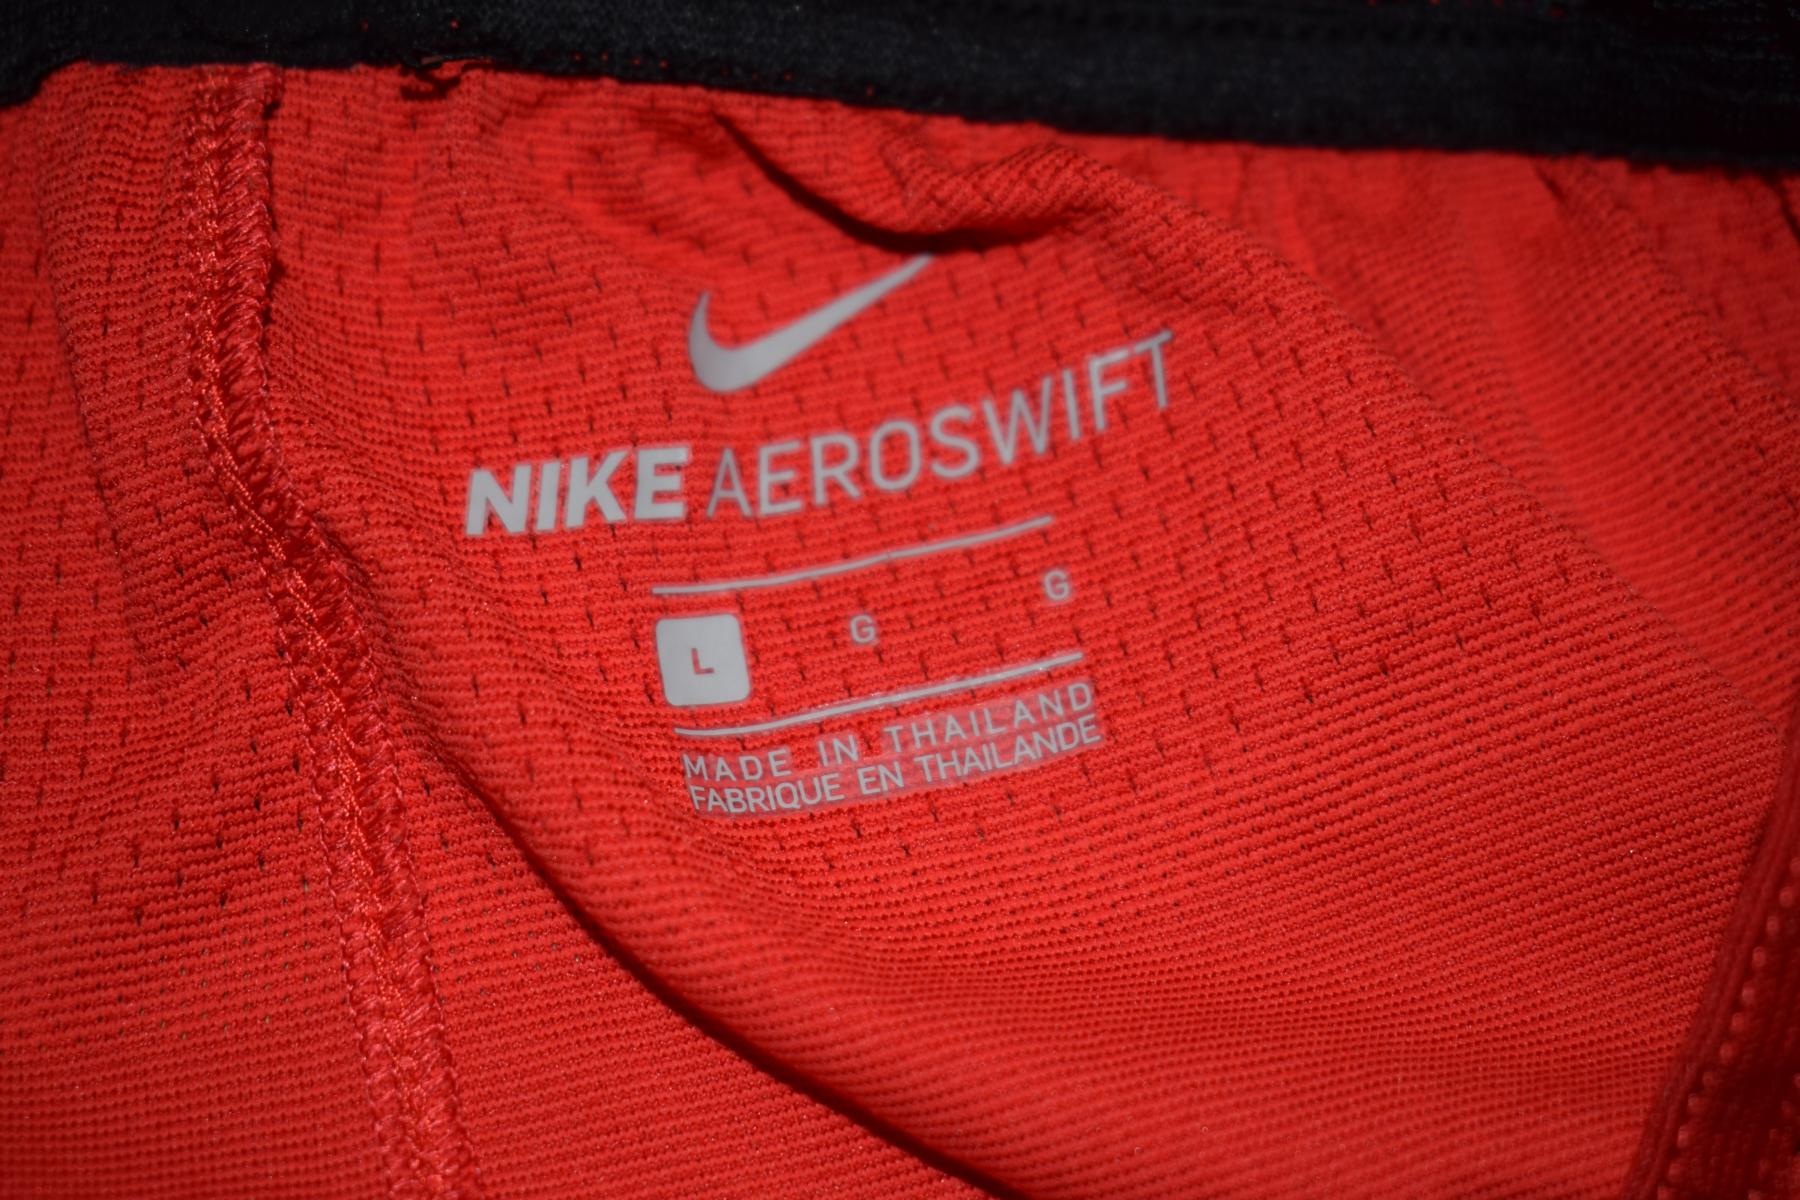 NIKE AEROSWIFT
L G G
MADE IN THAILAND
FABRIQUE EN THAILANDE